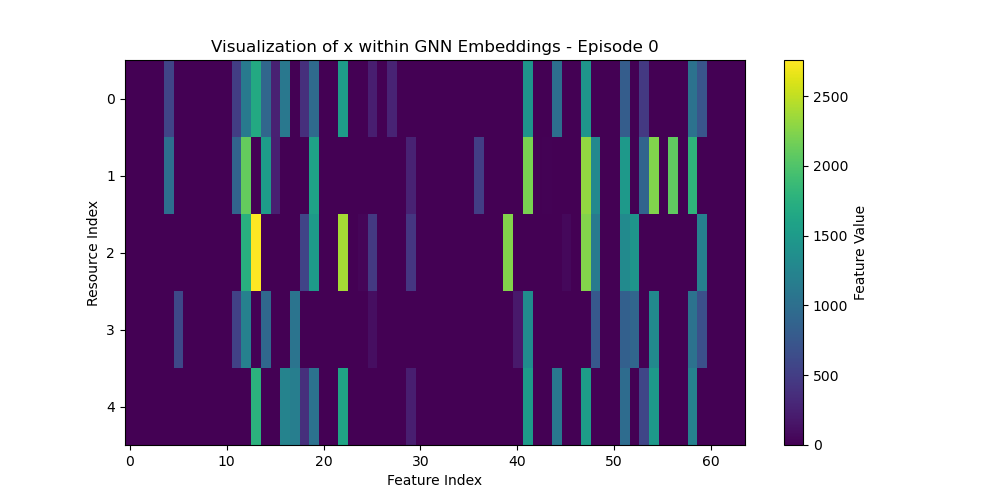 Visualization of x within GNN Embeddings - Episode 0
Resource Index
0
1
2
3
4
0 10 20 30 40 50 60
Feature Index
2500
2000
1500
1000
500
0
Feature Value